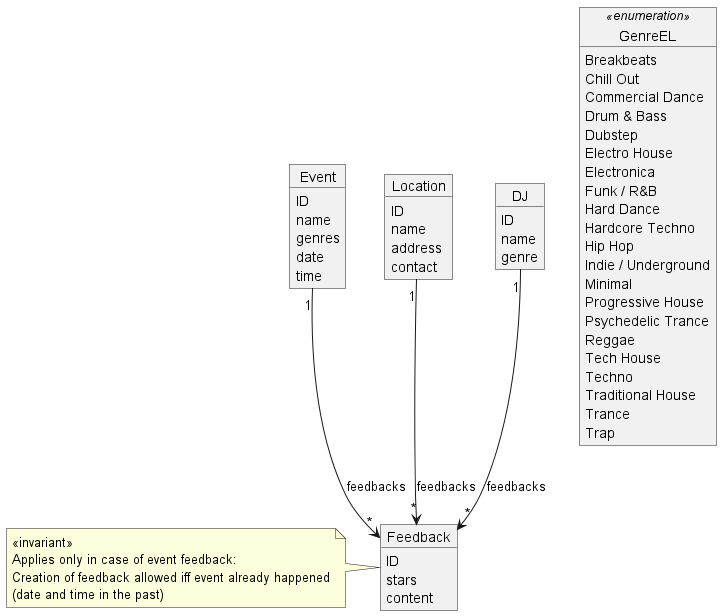 «enumeration»
GenreEL
Breakbeats
Chill Out
Commercial Dance
Drum & Bass
Dubstep
Electro House
Electronica
Funk / R&B
Hard Dance
Hardcore Techno
Hip Hop
Indie / Underground
Minimal
Progressive House
Psychedelic Trance
Reggae
Tech House
Techno
Traditional House
Trance
Trap
Event
ID
name
genres
date
time
Location
ID
name
address
contact
DJ
ID
name
genre
1
1
1
feedbacks
feedbacks
feedbacks
*
*
*
Feedback
ID
stars
content
«invariant»
Applies only in case of event feedback:
Creation of feedback allowed iff event already happened
(date and time in the past)